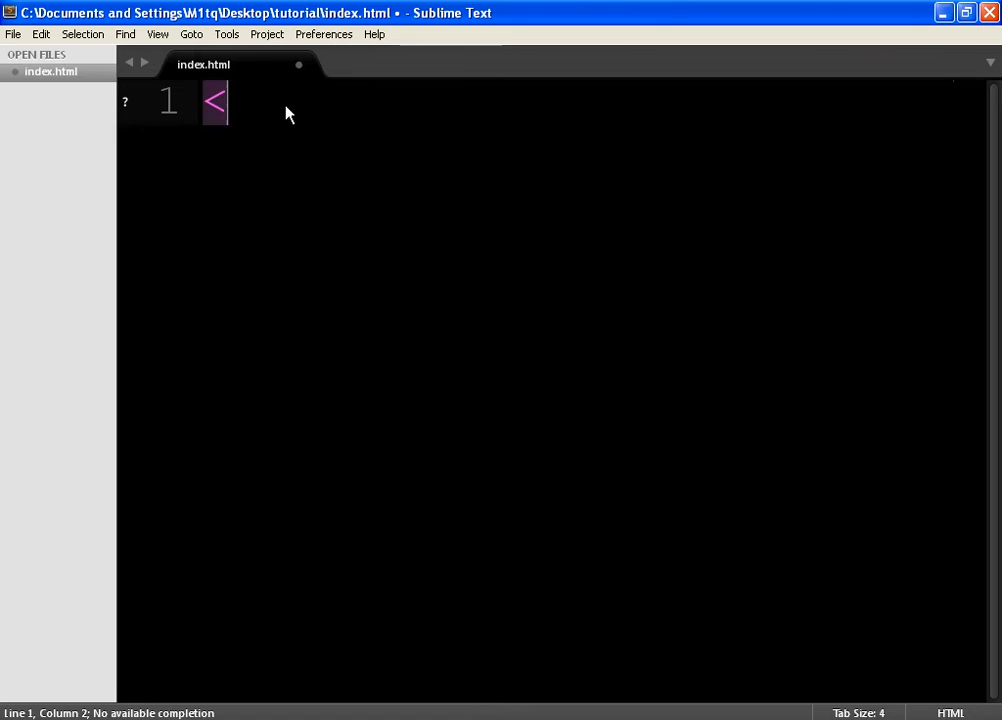 C:\Documents and Settings\M1tq\Desktop\tutorial\index.html • - Sublime Text
File Edit Selection Find View Goto Tools Project Preferences Help
OPEN FILES
index.html
index.html
? 1 <
Line 1, Column 2; No available completion
Tab Size: 4
HTML